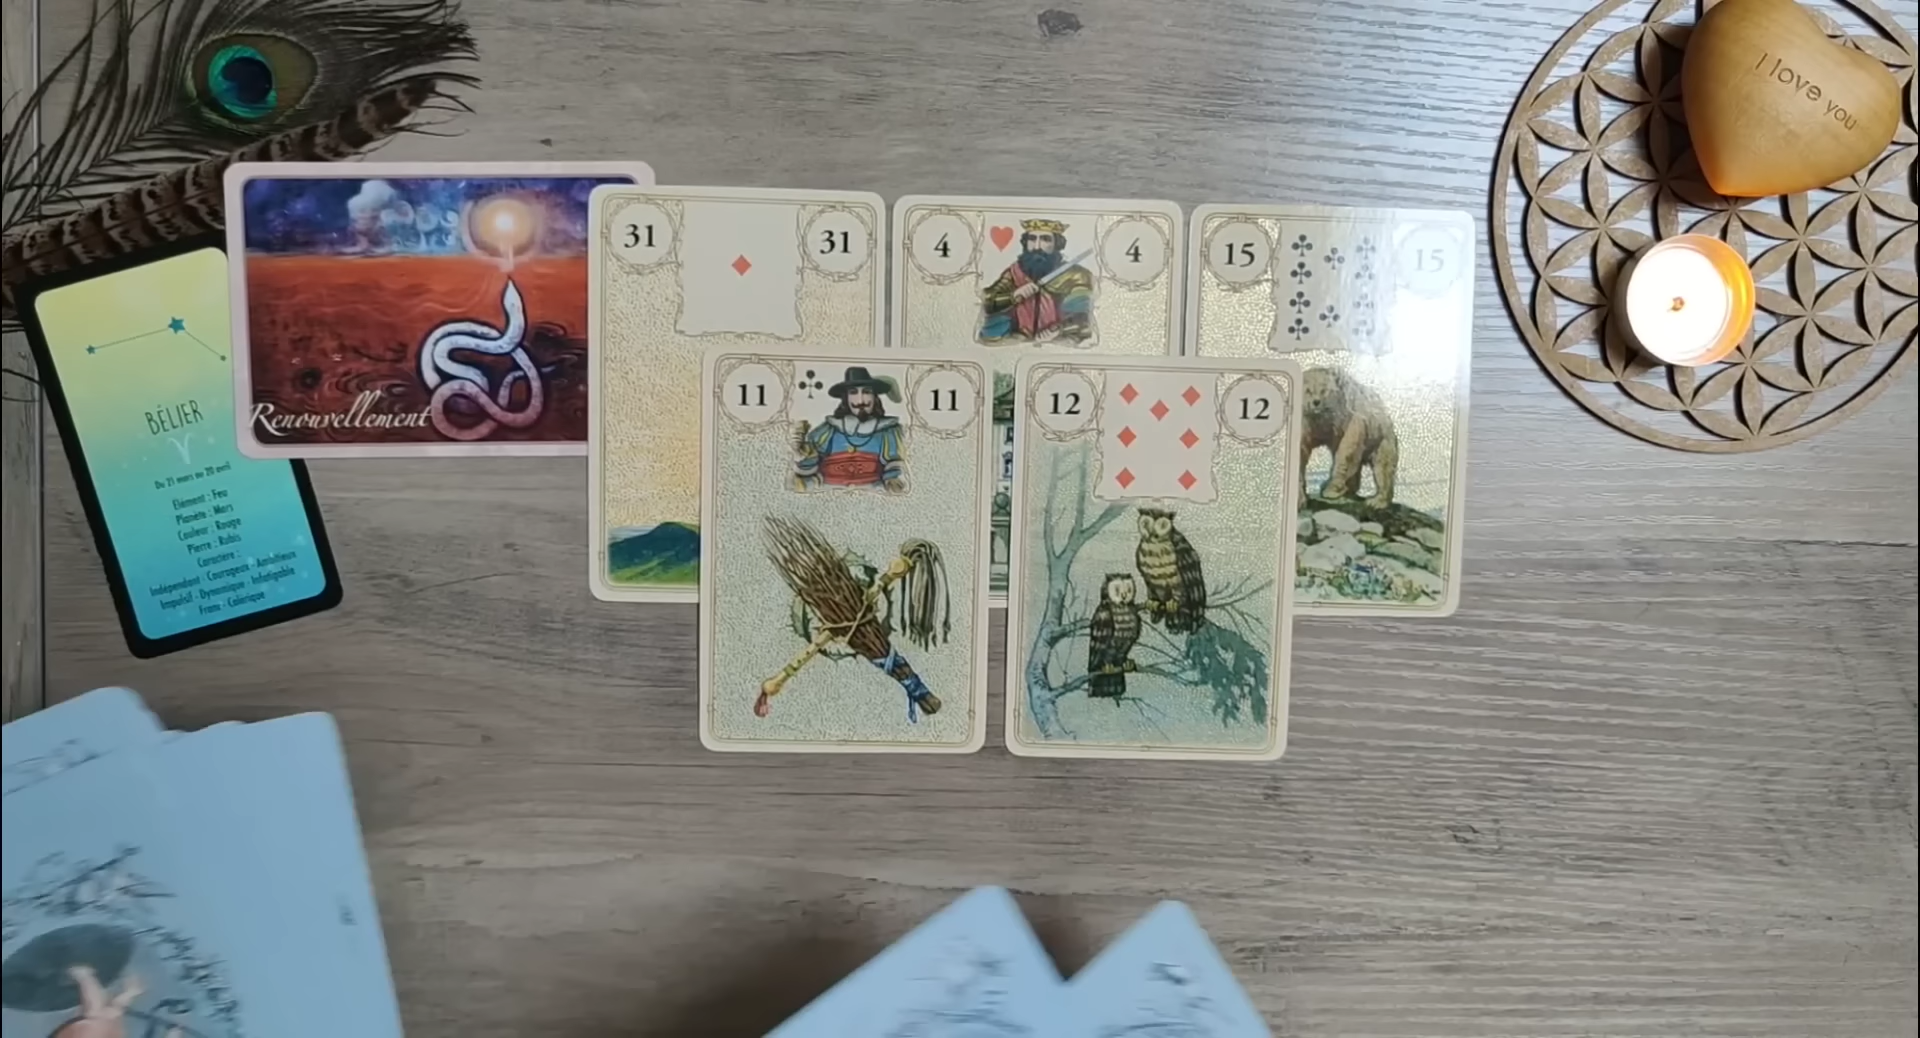 I love you
Renouvellement
31 31
4 4
15 15
11 11
12 12
BÉLIER
Du 21 mars au 20 avril
Elément : Feu
Planète : Mars
Couleur : Rouge
Pierre : Rubis
Caractère :
Indépendant - Courageux - Ambitieux
Impulsif - Dynamique - Infatigable
Franc - Colérique